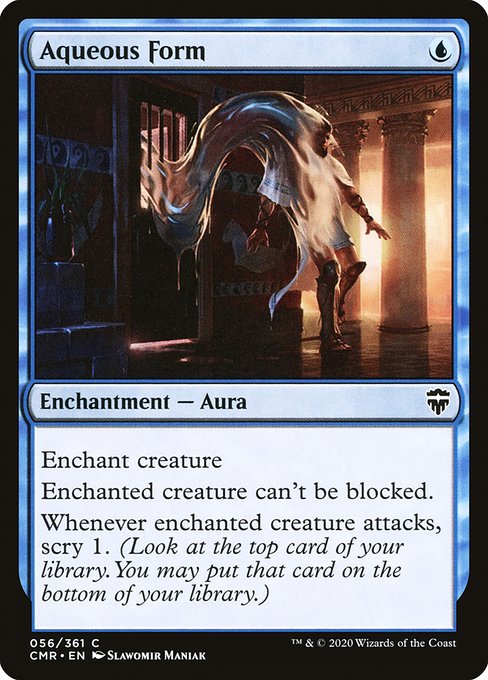 Aqueous Form
Enchantment — Aura
Enchant creature
Enchanted creature can't be blocked.
Whenever enchanted creature attacks,
scry 1. (Look at the top card of your
library. You may put that card on the
bottom of your library.)
056/361 C
CMR • EN Slawomir Maniak
™ & © 2020 Wizards of the Coast